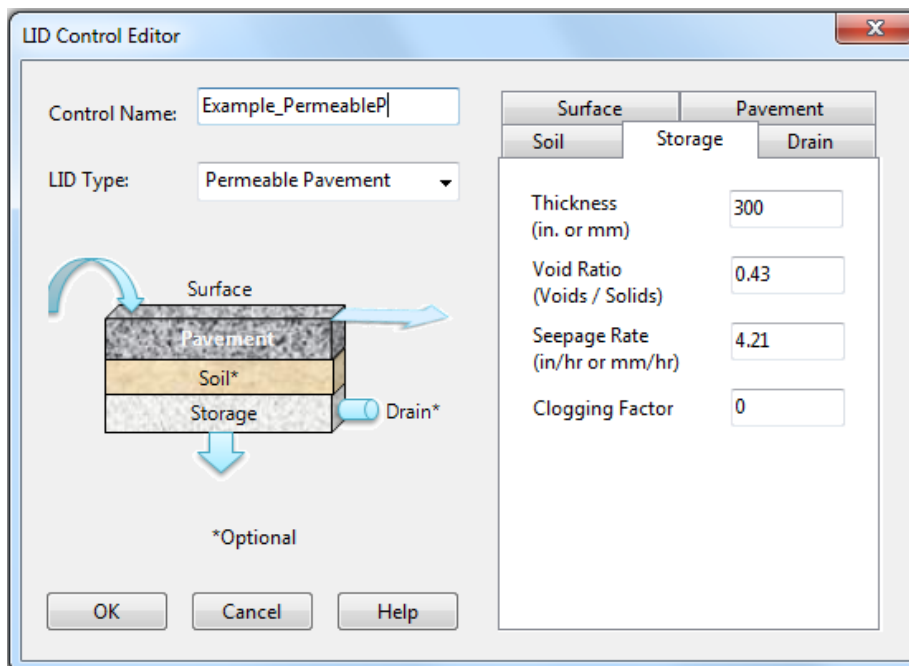 LID Control Editor
X
Control Name: Example_PermeableP
LID Type: Permeable Pavement
Surface
Pavement
Soil*
Storage
Drain*
*Optional
OK Cancel Help
Surface Pavement
Soil Storage Drain
Thickness
(in. or mm)
300
Void Ratio
(Voids / Solids)
0.43
Seepage Rate
(in/hr or mm/hr)
4.21
Clogging Factor 0